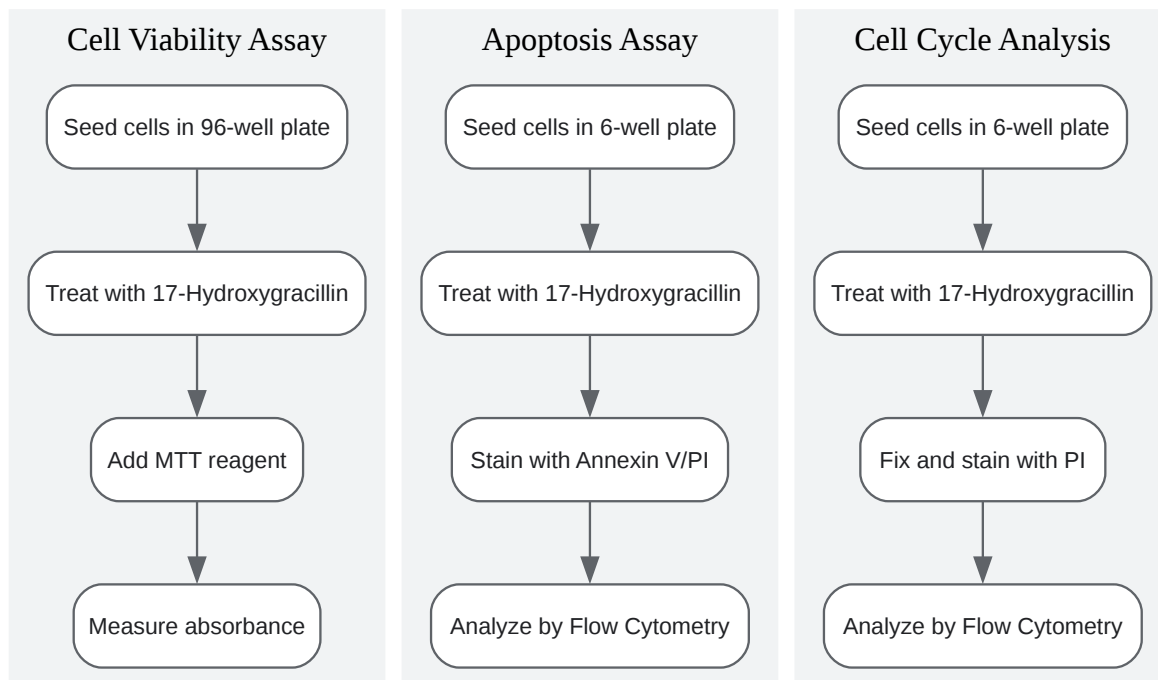 Cell Viability Assay
Seed cells in 96-well plate
Treat with 17-Hydroxygracillin
Add MTT reagent
Measure absorbance
Apoptosis Assay
Seed cells in 6-well plate
Treat with 17-Hydroxygracillin
Stain with Annexin V/PI
Analyze by Flow Cytometry
Cell Cycle Analysis
Seed cells in 6-well plate
Treat with 17-Hydroxygracillin
Fix and stain with PI
Analyze by Flow Cytometry